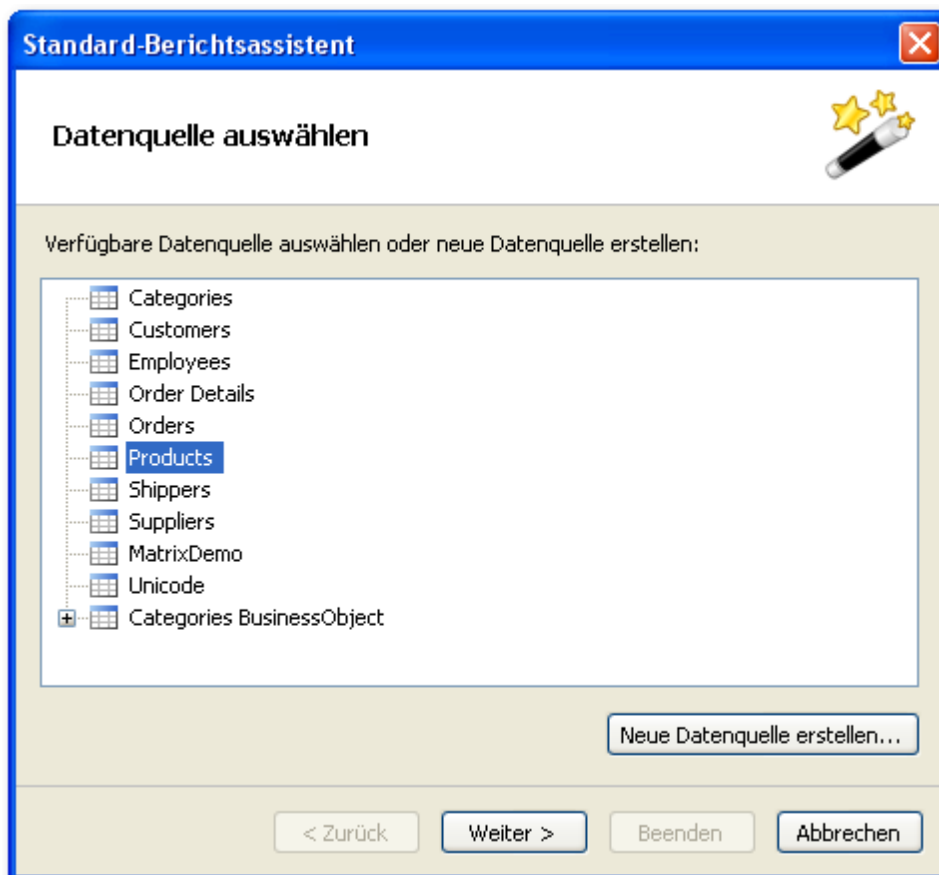 Standard-Berichtsassistent
Datenquelle auswählen
Verfügbare Datenquelle auswählen oder neue Datenquelle erstellen:
Categories
Customers
Employees
Order Details
Orders
Products
Shippers
Suppliers
MatrixDemo
Unicode
Categories BusinessObject
Neue Datenquelle erstellen...
< Zurück Weiter > Beenden Abbrechen